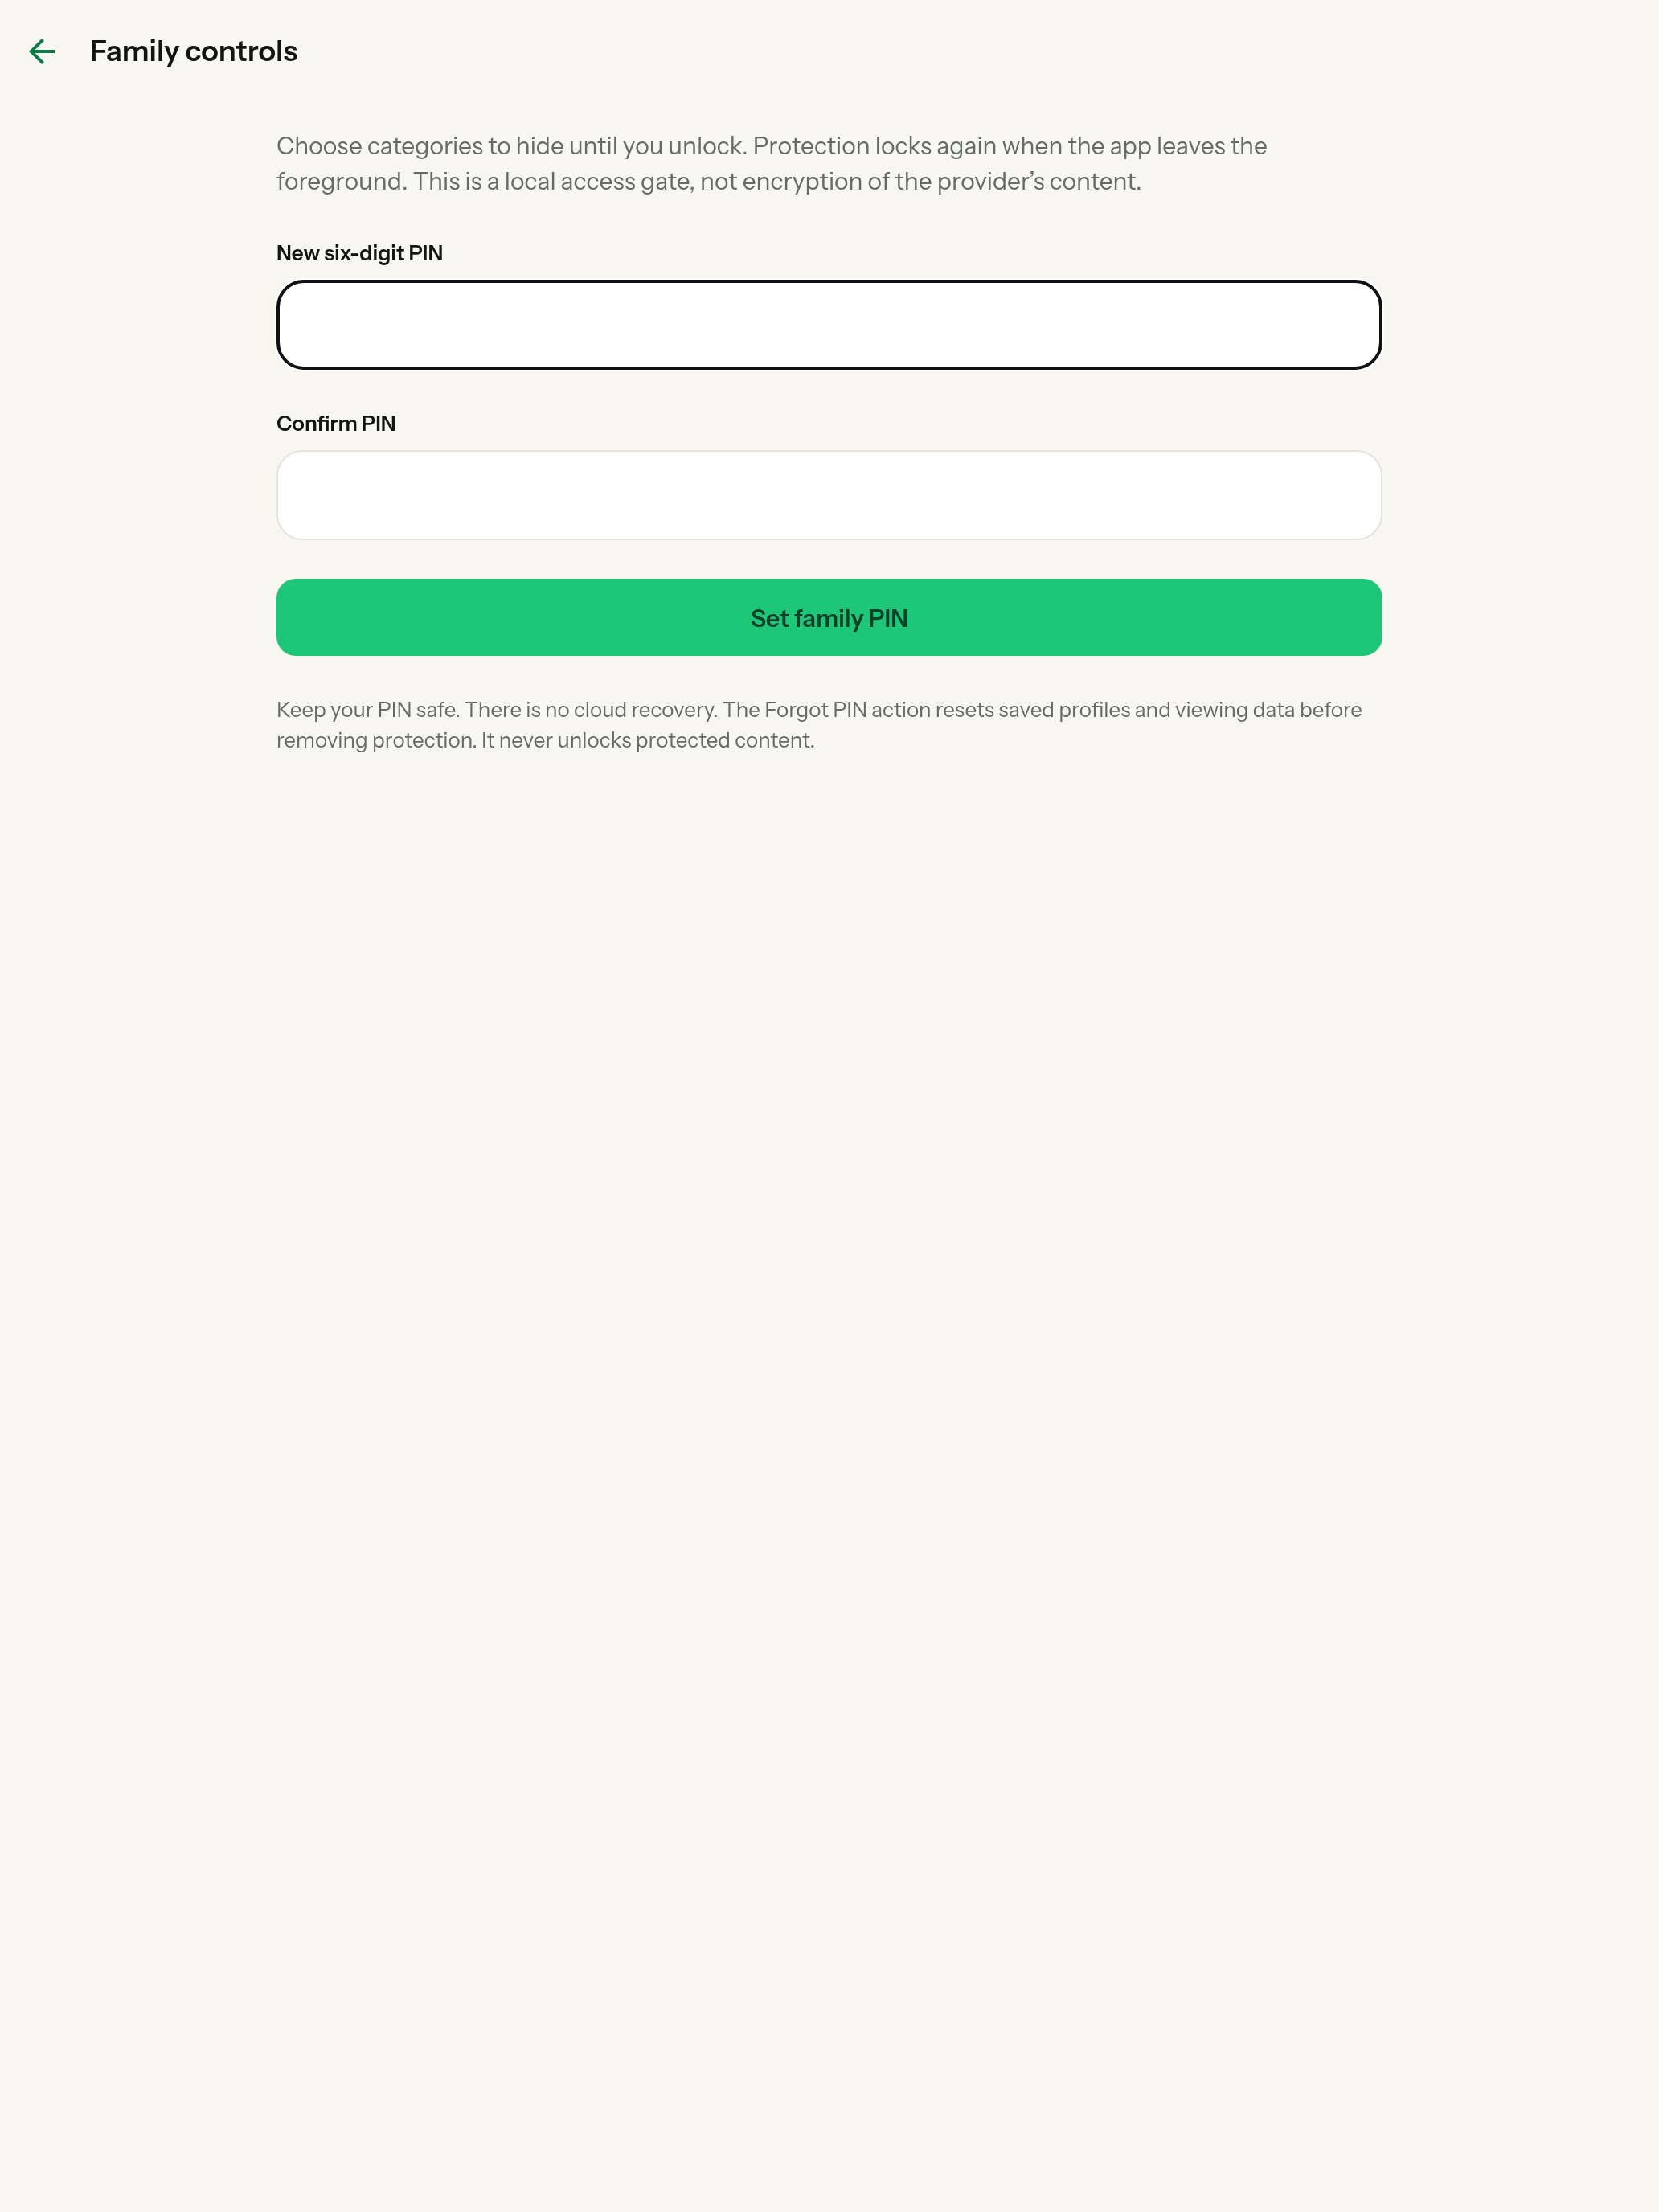 Family controls
Choose categories to hide until you unlock. Protection locks again when the app leaves the
foreground. This is a local access gate, not encryption of the provider’s content.
New six-digit PIN
Confirm PIN
Set family PIN
Keep your PIN safe. There is no cloud recovery. The Forgot PIN action resets saved profiles and viewing data before
removing protection. It never unlocks protected content.